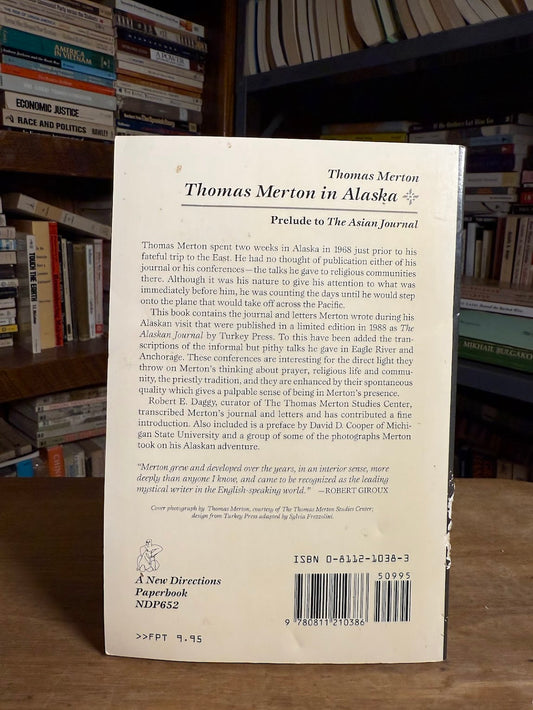 AMERICA
IN VIETNAM
ECONOMIC JUSTICE
RACE AND POLITICS
TOUCH THE EARTH
MIKHAIL BULGAKOV
Thomas Merton
Thomas Merton in Alaska
Prelude to The Asian Journal
Thomas Merton spent two weeks in Alaska in 1968 just prior to his
fateful trip to the East. He had no thought of publication either of his
journal or his conferences—the talks he gave to religious communities
there. Although it was his nature to give his attention to what was
immediately before him, he was counting the days until he would step
onto the plane that would take off across the Pacific.
This book contains the journal and letters Merton wrote during his
Alaskan visit that were published in a limited edition in 1988 as The
Alaskan Journal by Turkey Press. To this have been added the tran-
scriptions of the informal but pithy talks he gave in Eagle River and
Anchorage. These conferences are interesting for the direct light they
throw on Merton's thinking about prayer, religious life and commu-
nity, the priestly tradition, and they are enhanced by their spontaneous
quality which gives a palpable sense of being in Merton's presence.
Robert E. Daggy, curator of The Thomas Merton Studies Center,
transcribed Merton's journal and letters and has contributed a fine
introduction. Also included is a preface by David D. Cooper of Michi-
gan State University and a group of some of the photographs Merton
took on his Alaskan adventure.
"Merton grew and developed over the years, in an interior sense, more
deeply than anyone I know, and came to be recognized as the leading
mystical writer in the English-speaking world." —ROBERT GIROUX
Cover photograph by Thomas Merton, courtesy of The Thomas Merton Studies Center;
design from Turkey Press adapted by Sylvia Frezzolini.
A New Directions
Paperbook
NDP652
>>FPT 9.95
ISBN 0-8112-1038-3
50995
9 780811 210386